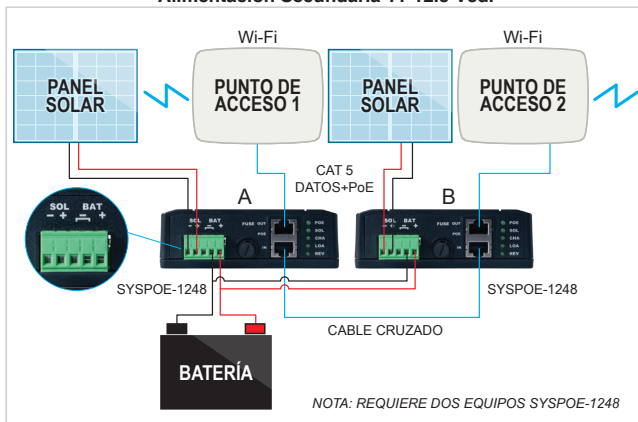 Wi-Fi
Wi-Fi
PANEL
SOLAR
PUNTO DE
ACCESO 1
PANEL
SOLAR
PUNTO DE
ACCESO 2
CAT 5
DATOS+PoE
A
B
SOL BAT
- + +
SOL BAT
- + +
FUSE OUT
POE
IN
POE
SOL
CHA
LOA
REV
SOL BAT
- + +
FUSE OUT
POE
IN
POE
SOL
CHA
LOA
REV
SYSPOE-1248
SYSPOE-1248
CABLE CRUZADO
BATERÍA
NOTA: REQUIERE DOS EQUIPOS SYSPOE-1248